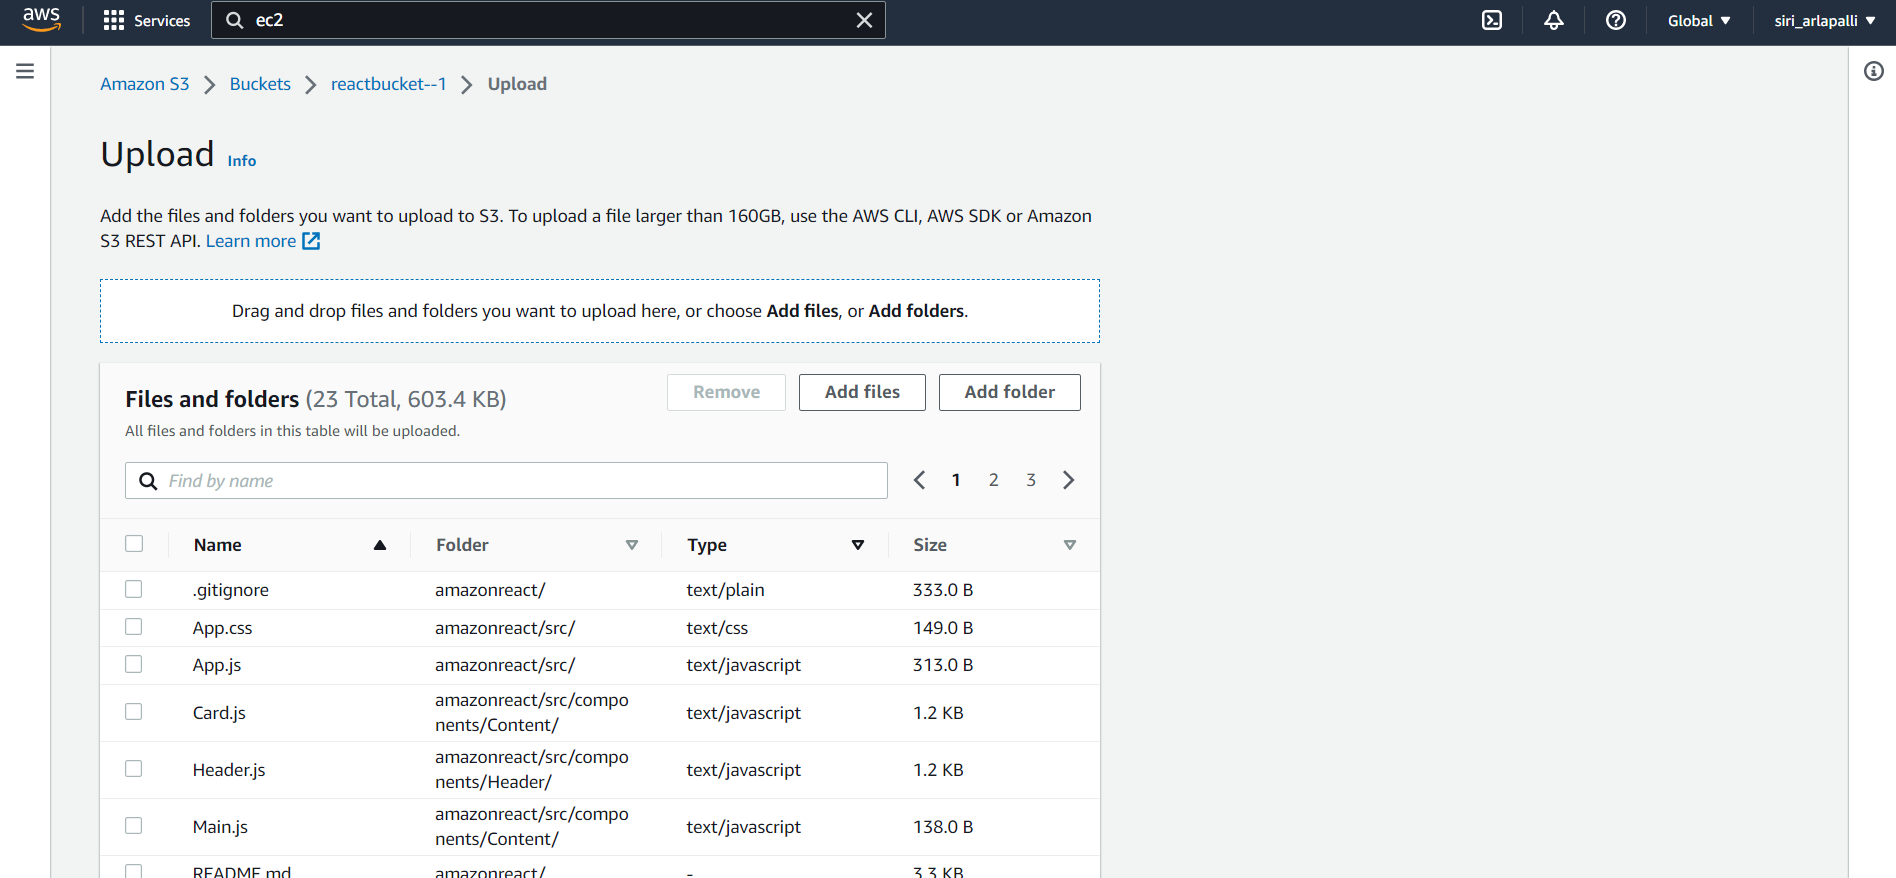 aws Services ec2 Global siri_arlapalli
Amazon S3 Buckets reactbucket--1 Upload
Upload Info
Add the files and folders you want to upload to S3. To upload a file larger than 160GB, use the AWS CLI, AWS SDK or Amazon
S3 REST API. Learn more
Drag and drop files and folders you want to upload here, or choose Add files, or Add folders.
Files and folders (23 Total, 603.4 KB) Remove Add files Add folder
All files and folders in this table will be uploaded.
Find by name 1 2 3
Name Folder Type Size
.gitignore amazonreact/ text/plain 333.0 B
App.css amazonreact/src/ text/css 149.0 B
App.js amazonreact/src/ text/javascript 313.0 B
Card.js amazonreact/src/compo
nents/Content/ text/javascript 1.2 KB
Header.js amazonreact/src/compo
nents/Header/ text/javascript 1.2 KB
Main.js amazonreact/src/compo
nents/Content/ text/javascript 138.0 B
README.md amazonreact/ - 3.3 KB